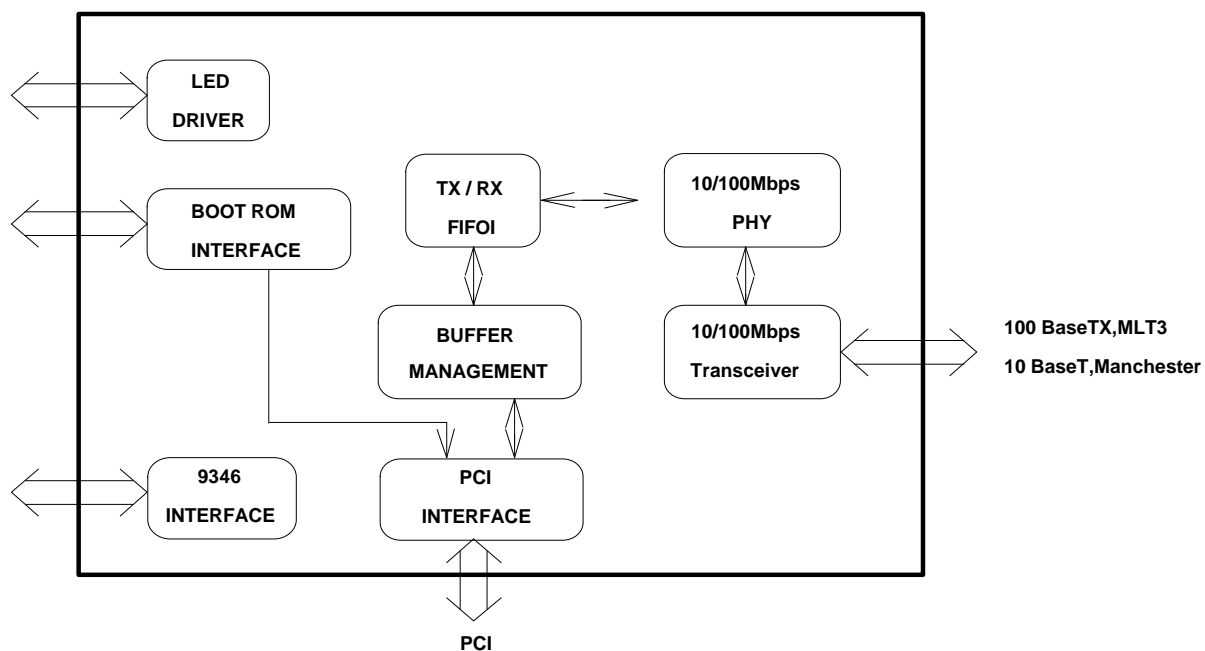 LED
DRIVER
BOOT ROM
INTERFACE
TX / RX
FIFOI
10/100Mbps
PHY
BUFFER
MANAGEMENT
10/100Mbps
Transceiver
100 BaseTX,MLT3
10 BaseT,Manchester
9346
INTERFACE
PCI
INTERFACE
PCI